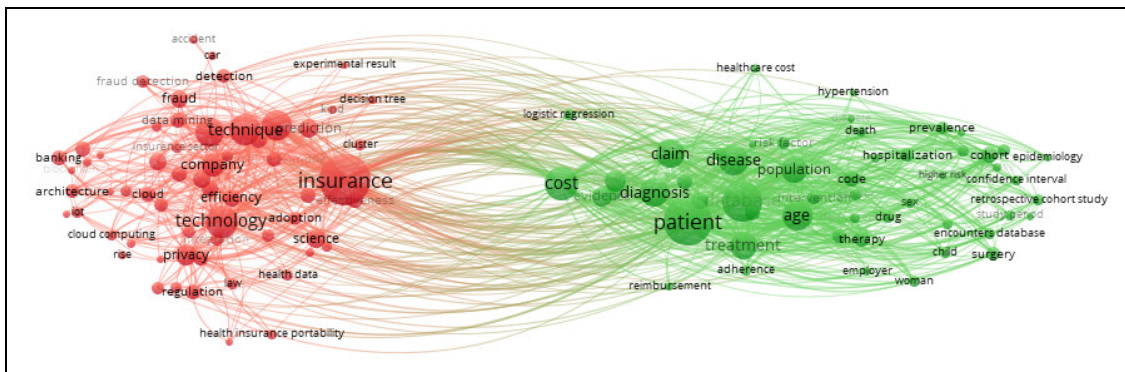 accident
car
fraud detection
detection
experimental result
fraud
kind
decision tree
data mining
technique
prediction
insurance sector
cluster
banking
company
insurance
architecture
cloud
efficiency
effectiveness
iot
technology
adoption
cloud computing
science
rise
privacy
health data
law
regulation
health insurance portability
healthcare cost
hypertension
logistic regression
death
prevalence
risk factor
claim
disease
hospitalization
cohort
epidemiology
population
cost
evidence
diagnosis
code
higher risk
confidence interval
intervention
sex
retrospective cohort study
patient
age
drug
study period
treatment
therapy
encounters database
child
surgery
adherence
employer
reimbursement
woman